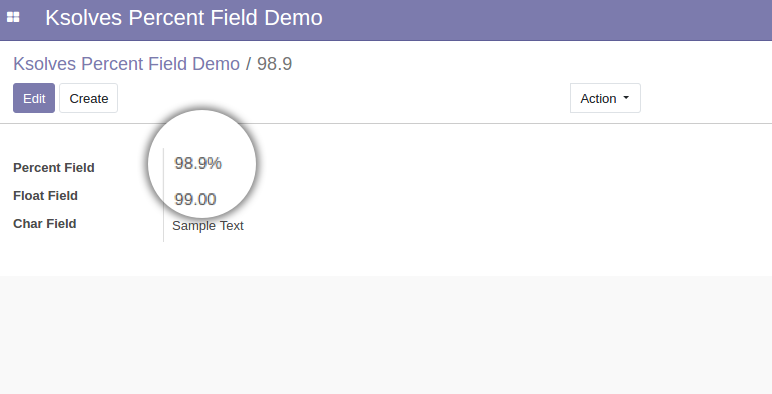 Ksolves Percent Field Demo
Ksolves Percent Field Demo / 98.9
Edit Create Action
Percent Field 98.9%
Float Field 99.00
Char Field Sample Text